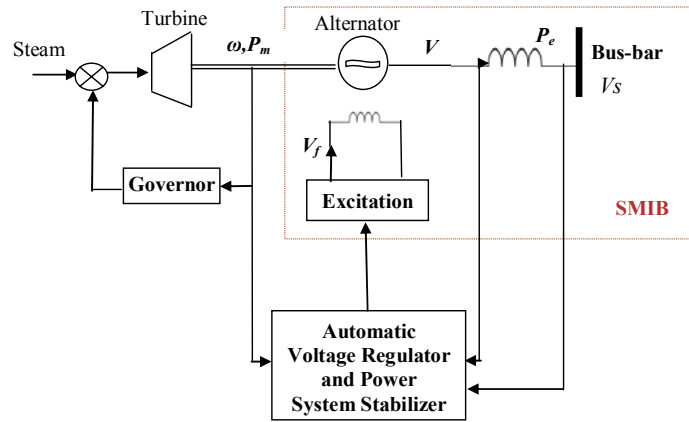 Turbine
Alternator
Steam
ω,Pm
V
Pe
Bus-bar
VS
Vf
Governor
Excitation
SMIB
Automatic
Voltage Regulator
and Power
System Stabilizer